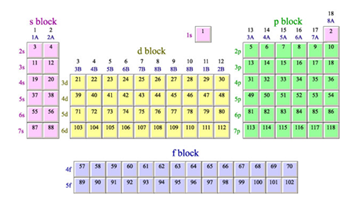 18
s block p block 8A
1 2 1s 1 13 14 15 16 17 2
1A 2A 3A 4A 5A 6A 7A
2s 3 4 d block 2p 5 6 7 8 9 10
3s 11 12 3 4 5 6 7 8 9 10 11 12 3p 13 14 15 16 17 18
3B 4B 5B 6B 7B 8B 8B 8B 1B 2B
4s 19 20 3d 21 22 23 24 25 26 27 28 29 30 4p 31 32 33 34 35 36
5s 37 38 4d 39 40 41 42 43 44 45 46 47 48 5p 49 50 51 52 53 54
6s 55 56 5d 71 72 73 74 75 76 77 78 79 80 6p 81 82 83 84 85 86
7s 87 88 6d 103 104 105 106 107 108 109 110 111 112 7p 113 114 115 116 117 118
f block
4f 57 58 59 60 61 62 63 64 65 66 67 68 69 70
5f 89 90 91 92 93 94 95 96 97 98 99 100 101 102